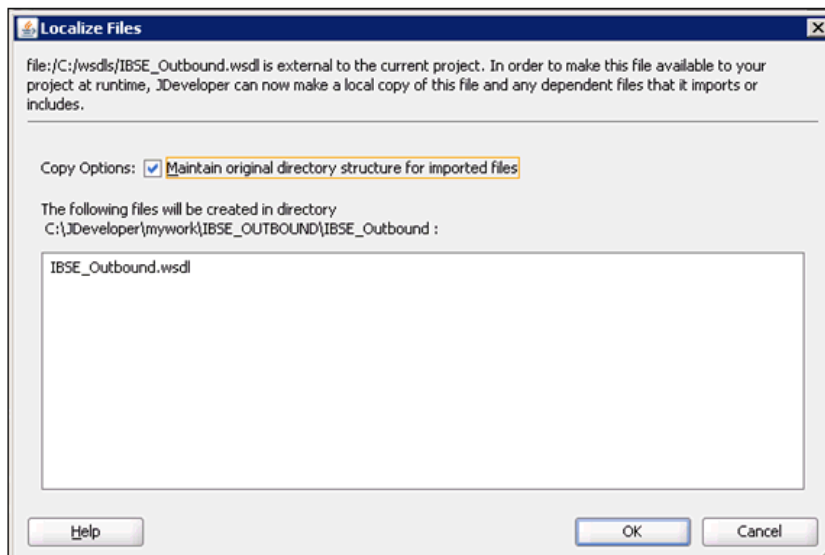 Localize Files
file:/C:/wsdls/IBSE_Outbound.wsdl is external to the current project. In order to make this file available to your
project at runtime, JDeveloper can now make a local copy of this file and any dependent files that it imports or
includes.
Copy Options: Maintain original directory structure for imported files
The following files will be created in directory
C:\JDeveloper\mywork\IBSE_OUTBOUND\IBSE_Outbound :
IBSE_Outbound.wsdl
Help OK Cancel